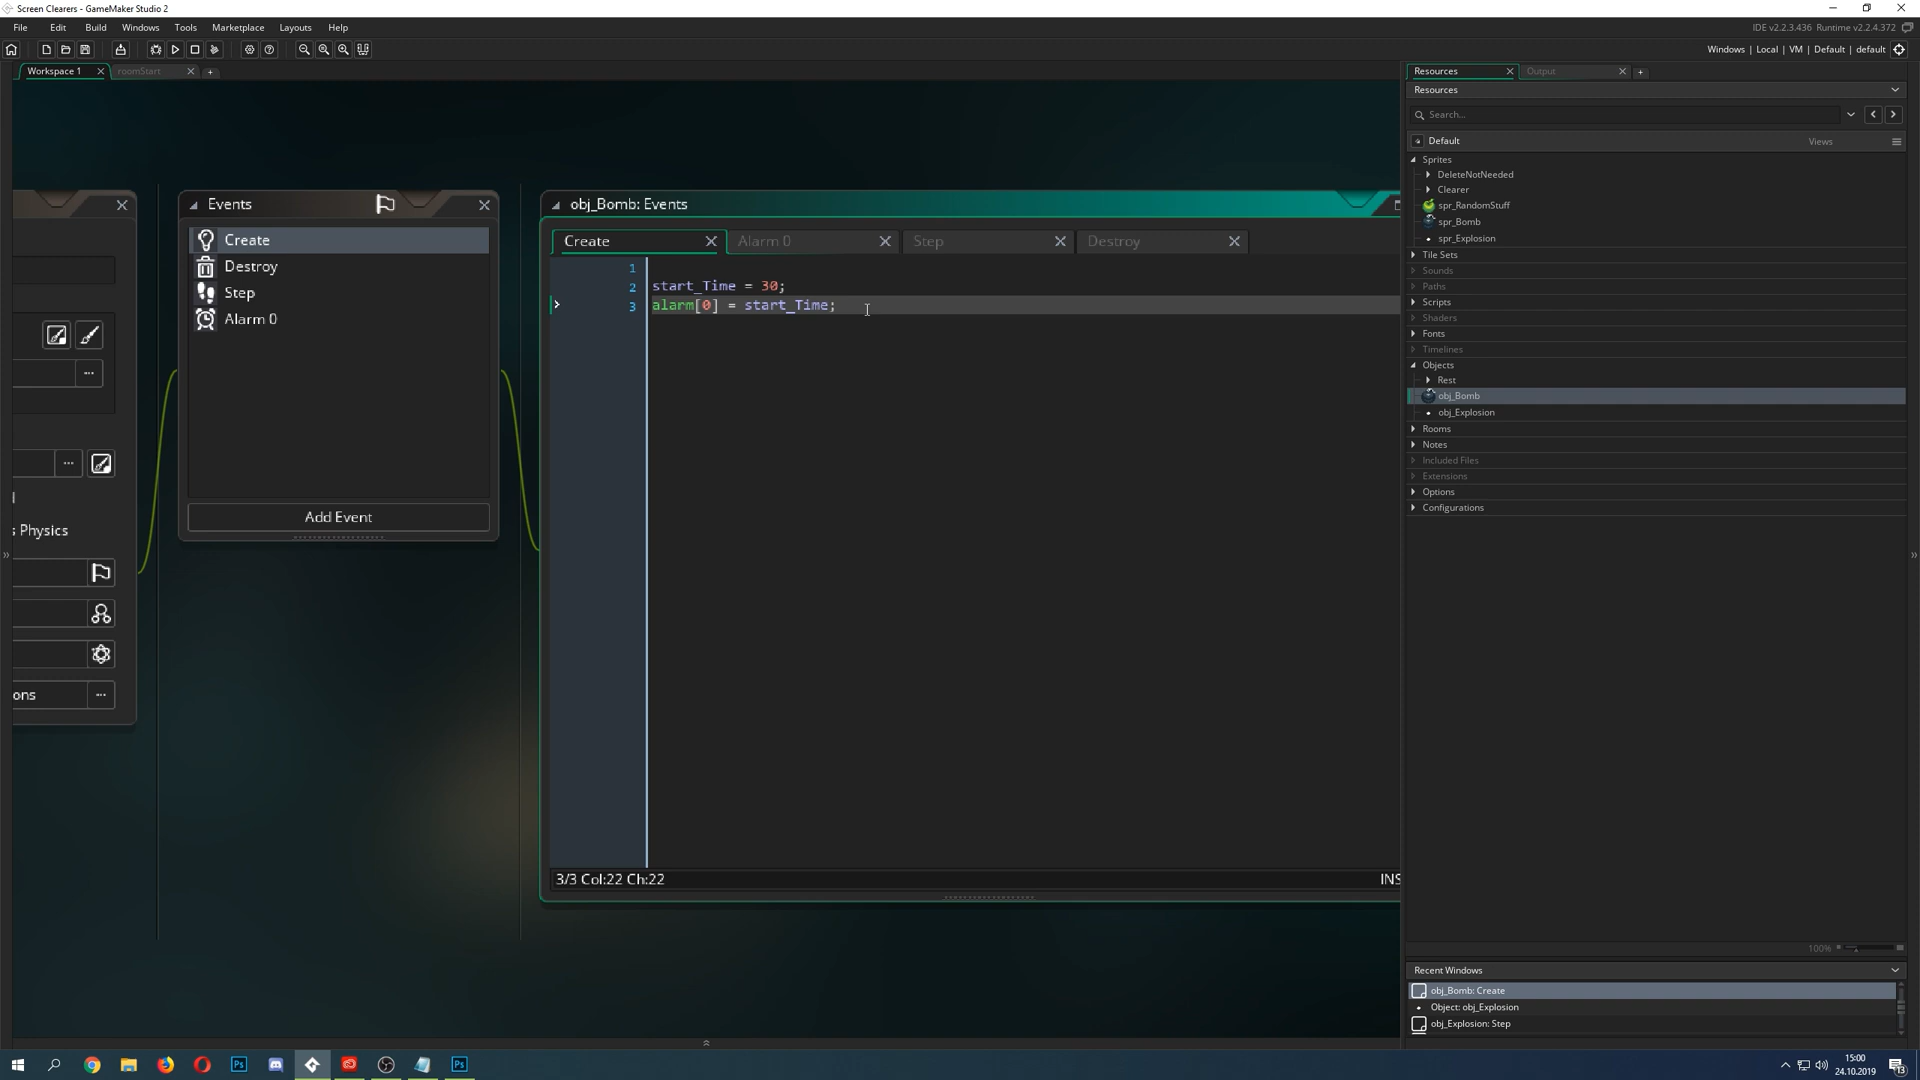 Screen Clearers - GameMaker Studio 2
File Edit Build Windows Tools Marketplace Layouts Help
IDE v2.2.3.436 Runtime v2.2.4.372
Windows | Local | VM | Default | default
Workspace 1
roomStart
Resources
Output
Resources
Search...
Default
Views
Sprites
DeleteNotNeeded
Clearer
spr_RandomStuff
spr_Bomb
spr_Explosion
Tile Sets
Sounds
Paths
Scripts
Shaders
Fonts
Timelines
Objects
Rest
obj_Bomb
obj_Explosion
Rooms
Notes
Included Files
Extensions
Options
Configurations
100%
Recent Windows
obj_Bomb: Create
Object: obj_Explosion
obj_Explosion: Step
s Physics
ons
Events
Create
Destroy
Step
Alarm 0
Add Event
obj_Bomb: Events
Create
Alarm 0
Step
Destroy
1
2 start_Time = 30;
3 alarm[0] = start_Time;
3/3 Col:22 Ch:22
INS
15:00
24.10.2019
13